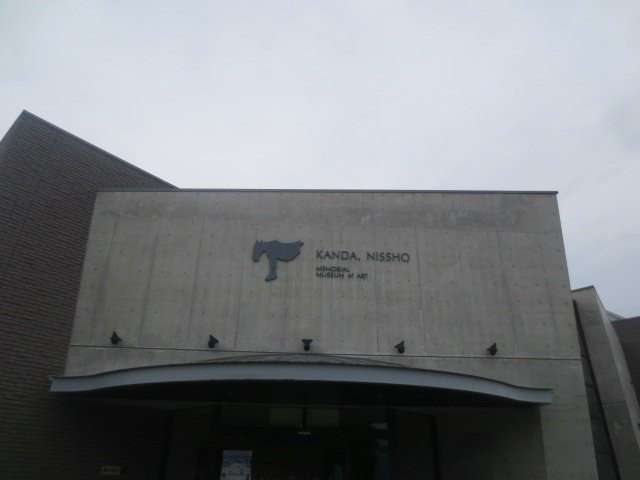 KANDA, NISSHO
MEMORIAL
MUSEUM of ART